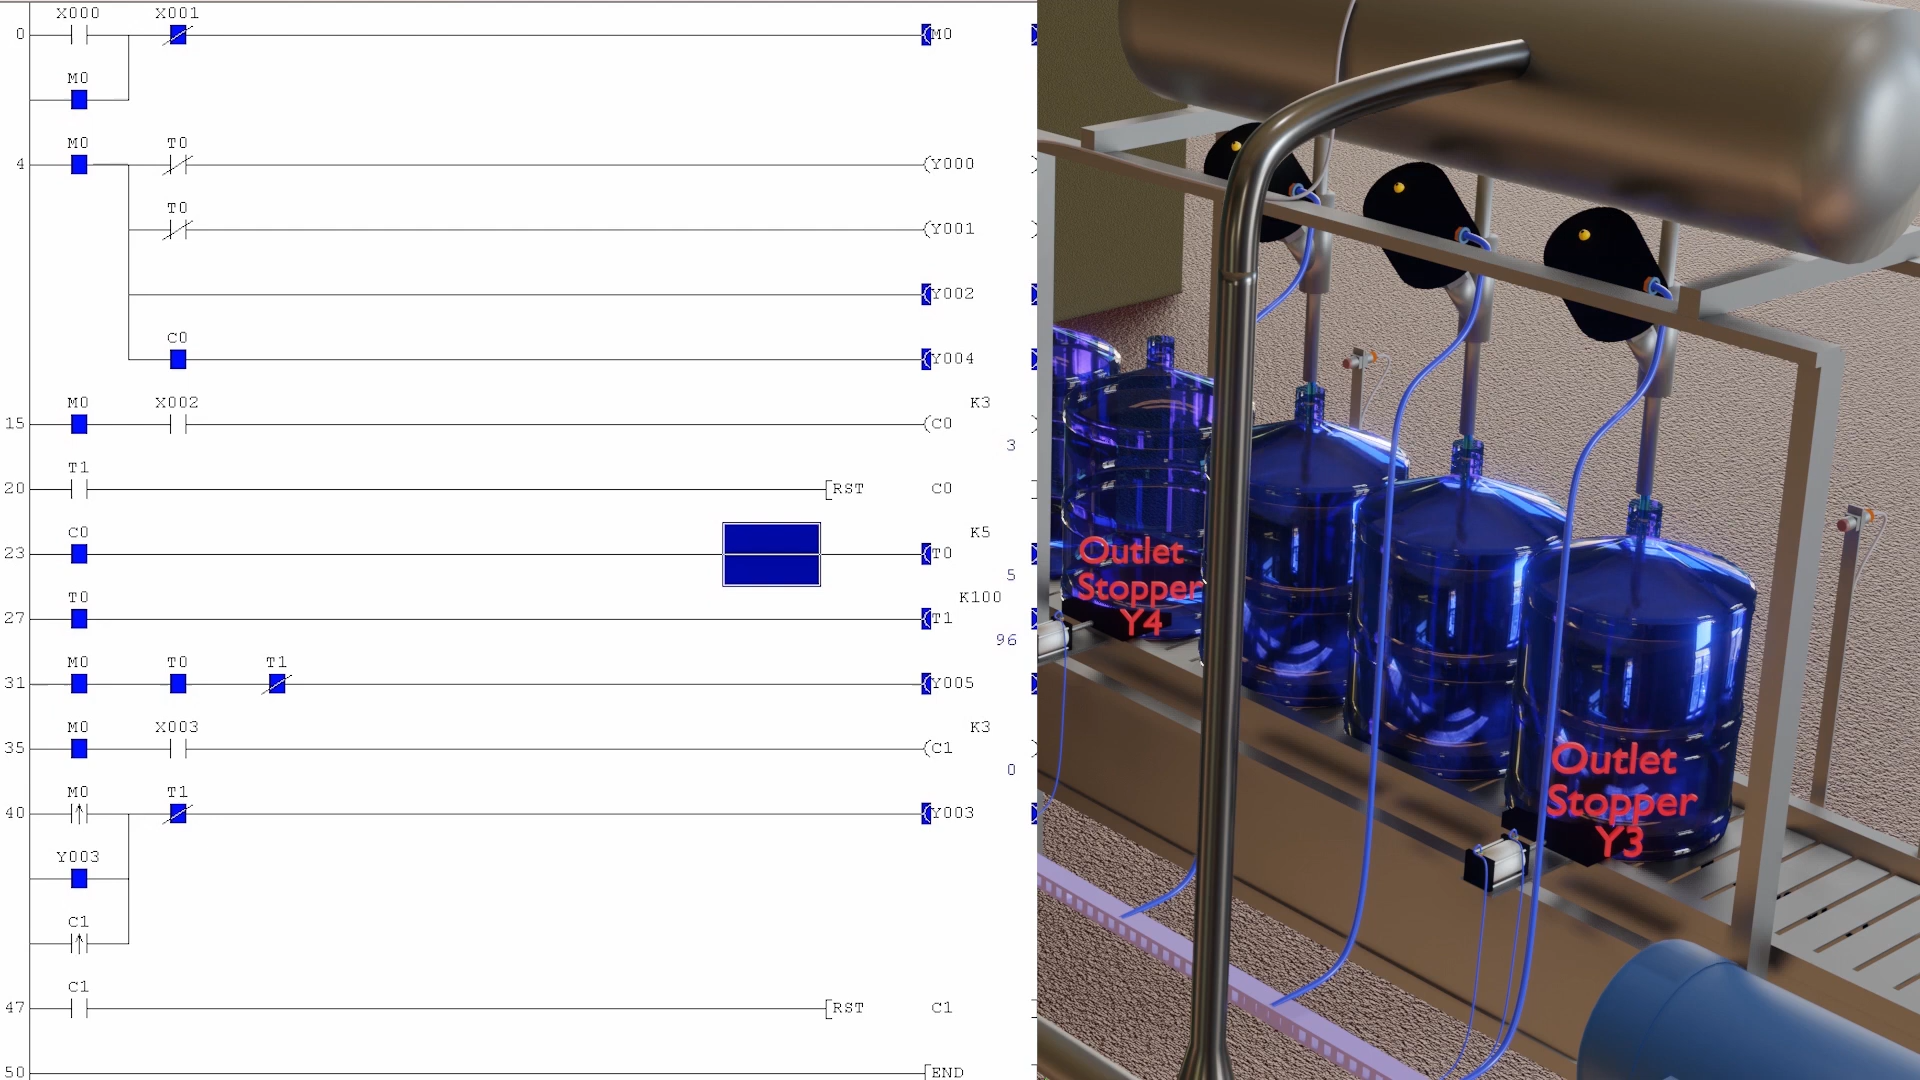 X000 X001
0 M0
M0
M0 T0
4 Y000
T0
Y001
Y002
C0
Y004
M0 X002 K3
15 C0
3
T1
20 RST C0
C0 K5
23 T0
5
T0 K100
27 T1
96
M0 T0 T1
31 Y005
M0 X003 K3
35 C1
0
M0 T1
40 Y003
Y003
C1
C1
47 RST C1
50 END
Outlet
Stopper
Y4
Outlet
Stopper
Y3